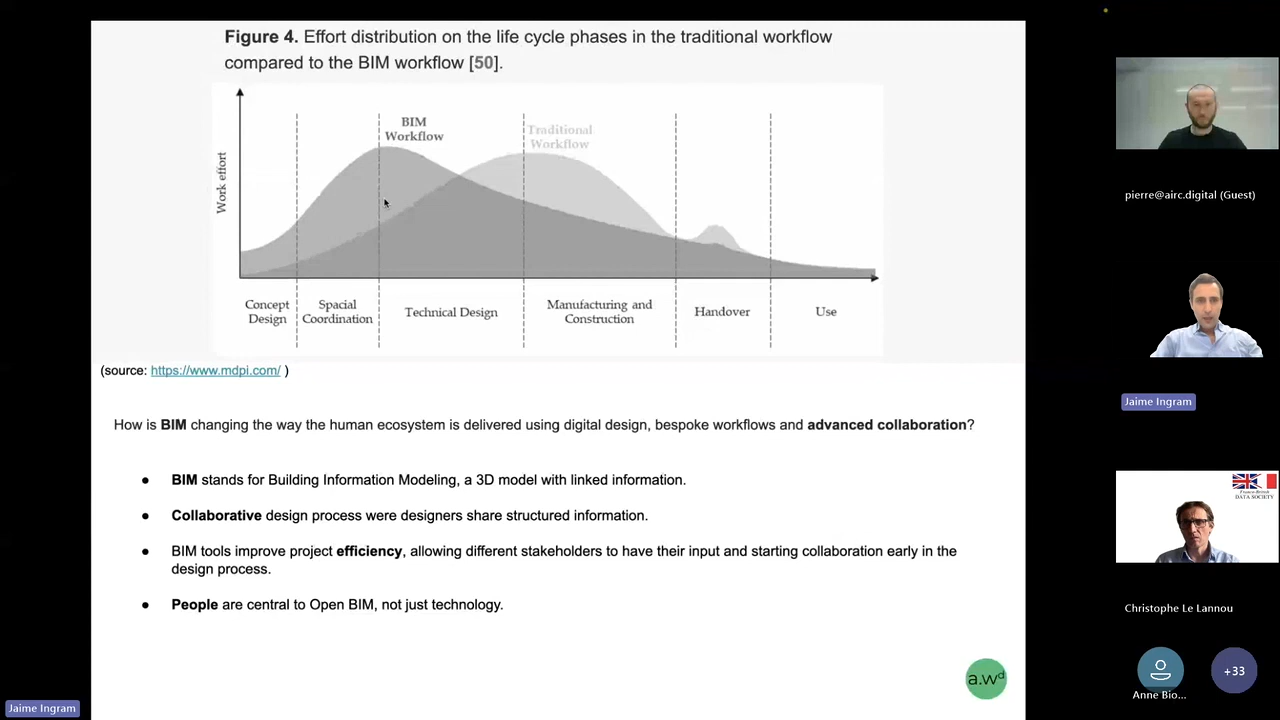 Figure 4. Effort distribution on the life cycle phases in the traditional workflow
compared to the BIM workflow [50].
Work effort
BIM
Workflow
Traditional
Workflow
Concept
Design
Spacial
Coordination
Technical Design
Manufacturing and
Construction
Handover
Use
(source: https://www.mdpi.com/ )
How is BIM changing the way the human ecosystem is delivered using digital design, bespoke workflows and advanced collaboration?
● BIM stands for Building Information Modeling, a 3D model with linked information.
● Collaborative design process were designers share structured information.
● BIM tools improve project efficiency, allowing different stakeholders to have their input and starting collaboration early in the
design process.
● People are central to Open BIM, not just technology.
a.wd
Jaime Ingram
pierre@airc.digital (Guest)
Jaime Ingram
Franco-British
DATA SOCIETY
Christophe Le Lannou
Anne Bio...
+33